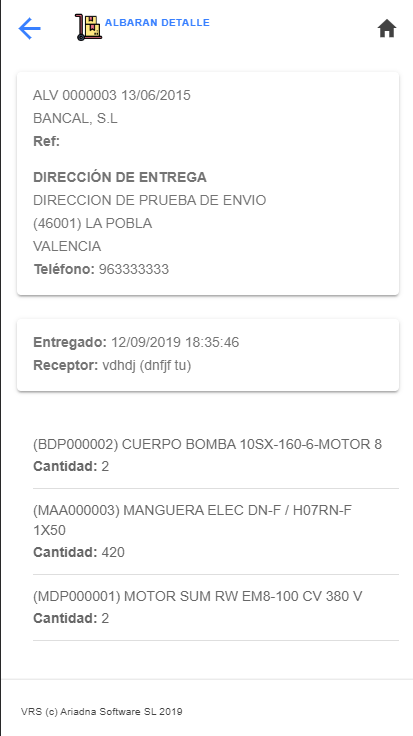 ALBARAN DETALLE
ALV 0000003 13/06/2015
BANCAL, S.L
Ref:
DIRECCIÓN DE ENTREGA
DIRECCION DE PRUEBA DE ENVIO
(46001) LA POBLA
VALENCIA
Teléfono: 963333333
Entregado: 12/09/2019 18:35:46
Receptor: vdhdj (dnfjf tu)
(BDP000002) CUERPO BOMBA 10SX-160-6-MOTOR 8
Cantidad: 2
(MAA000003) MANGUERA ELEC DN-F / H07RN-F
1X50
Cantidad: 420
(MDP000001) MOTOR SUM RW EM8-100 CV 380 V
Cantidad: 2
VRS (c) Ariadna Software SL 2019